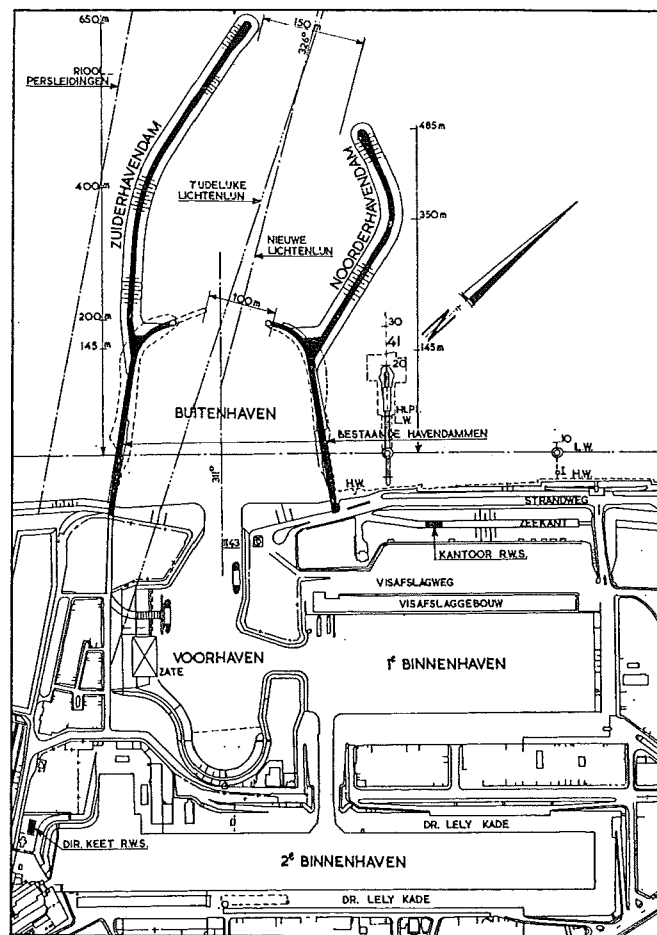 650 m
150 m
326°
RIOOL
PERSLEIDINGEN
ZUIDERHAVENDAM
485 m
400 m
TIJDELIJKE
LICHTENLIJN
NOORDERHAVENDAM
350 m
NIEUWE
LICHTENLIJN
100 m
200 m
145 m
30
41
20
145 m
BUITENHAVEN
H.L.P.
L.W.
BESTAANDE HAVENDAMMEN
10
L.W.
311°
I
H.W.
H.W.
STRANDWEG
ZEEKANT
1143
KANTOOR R.W.S.
VISAFSLAGWEG
VISAFSLAGGEBOUW
VOORHAVEN
1e BINNENHAVEN
ZATE
DR. LELY KADE
DIR. KEET R.W.S.
2e BINNENHAVEN
DR. LELY KADE